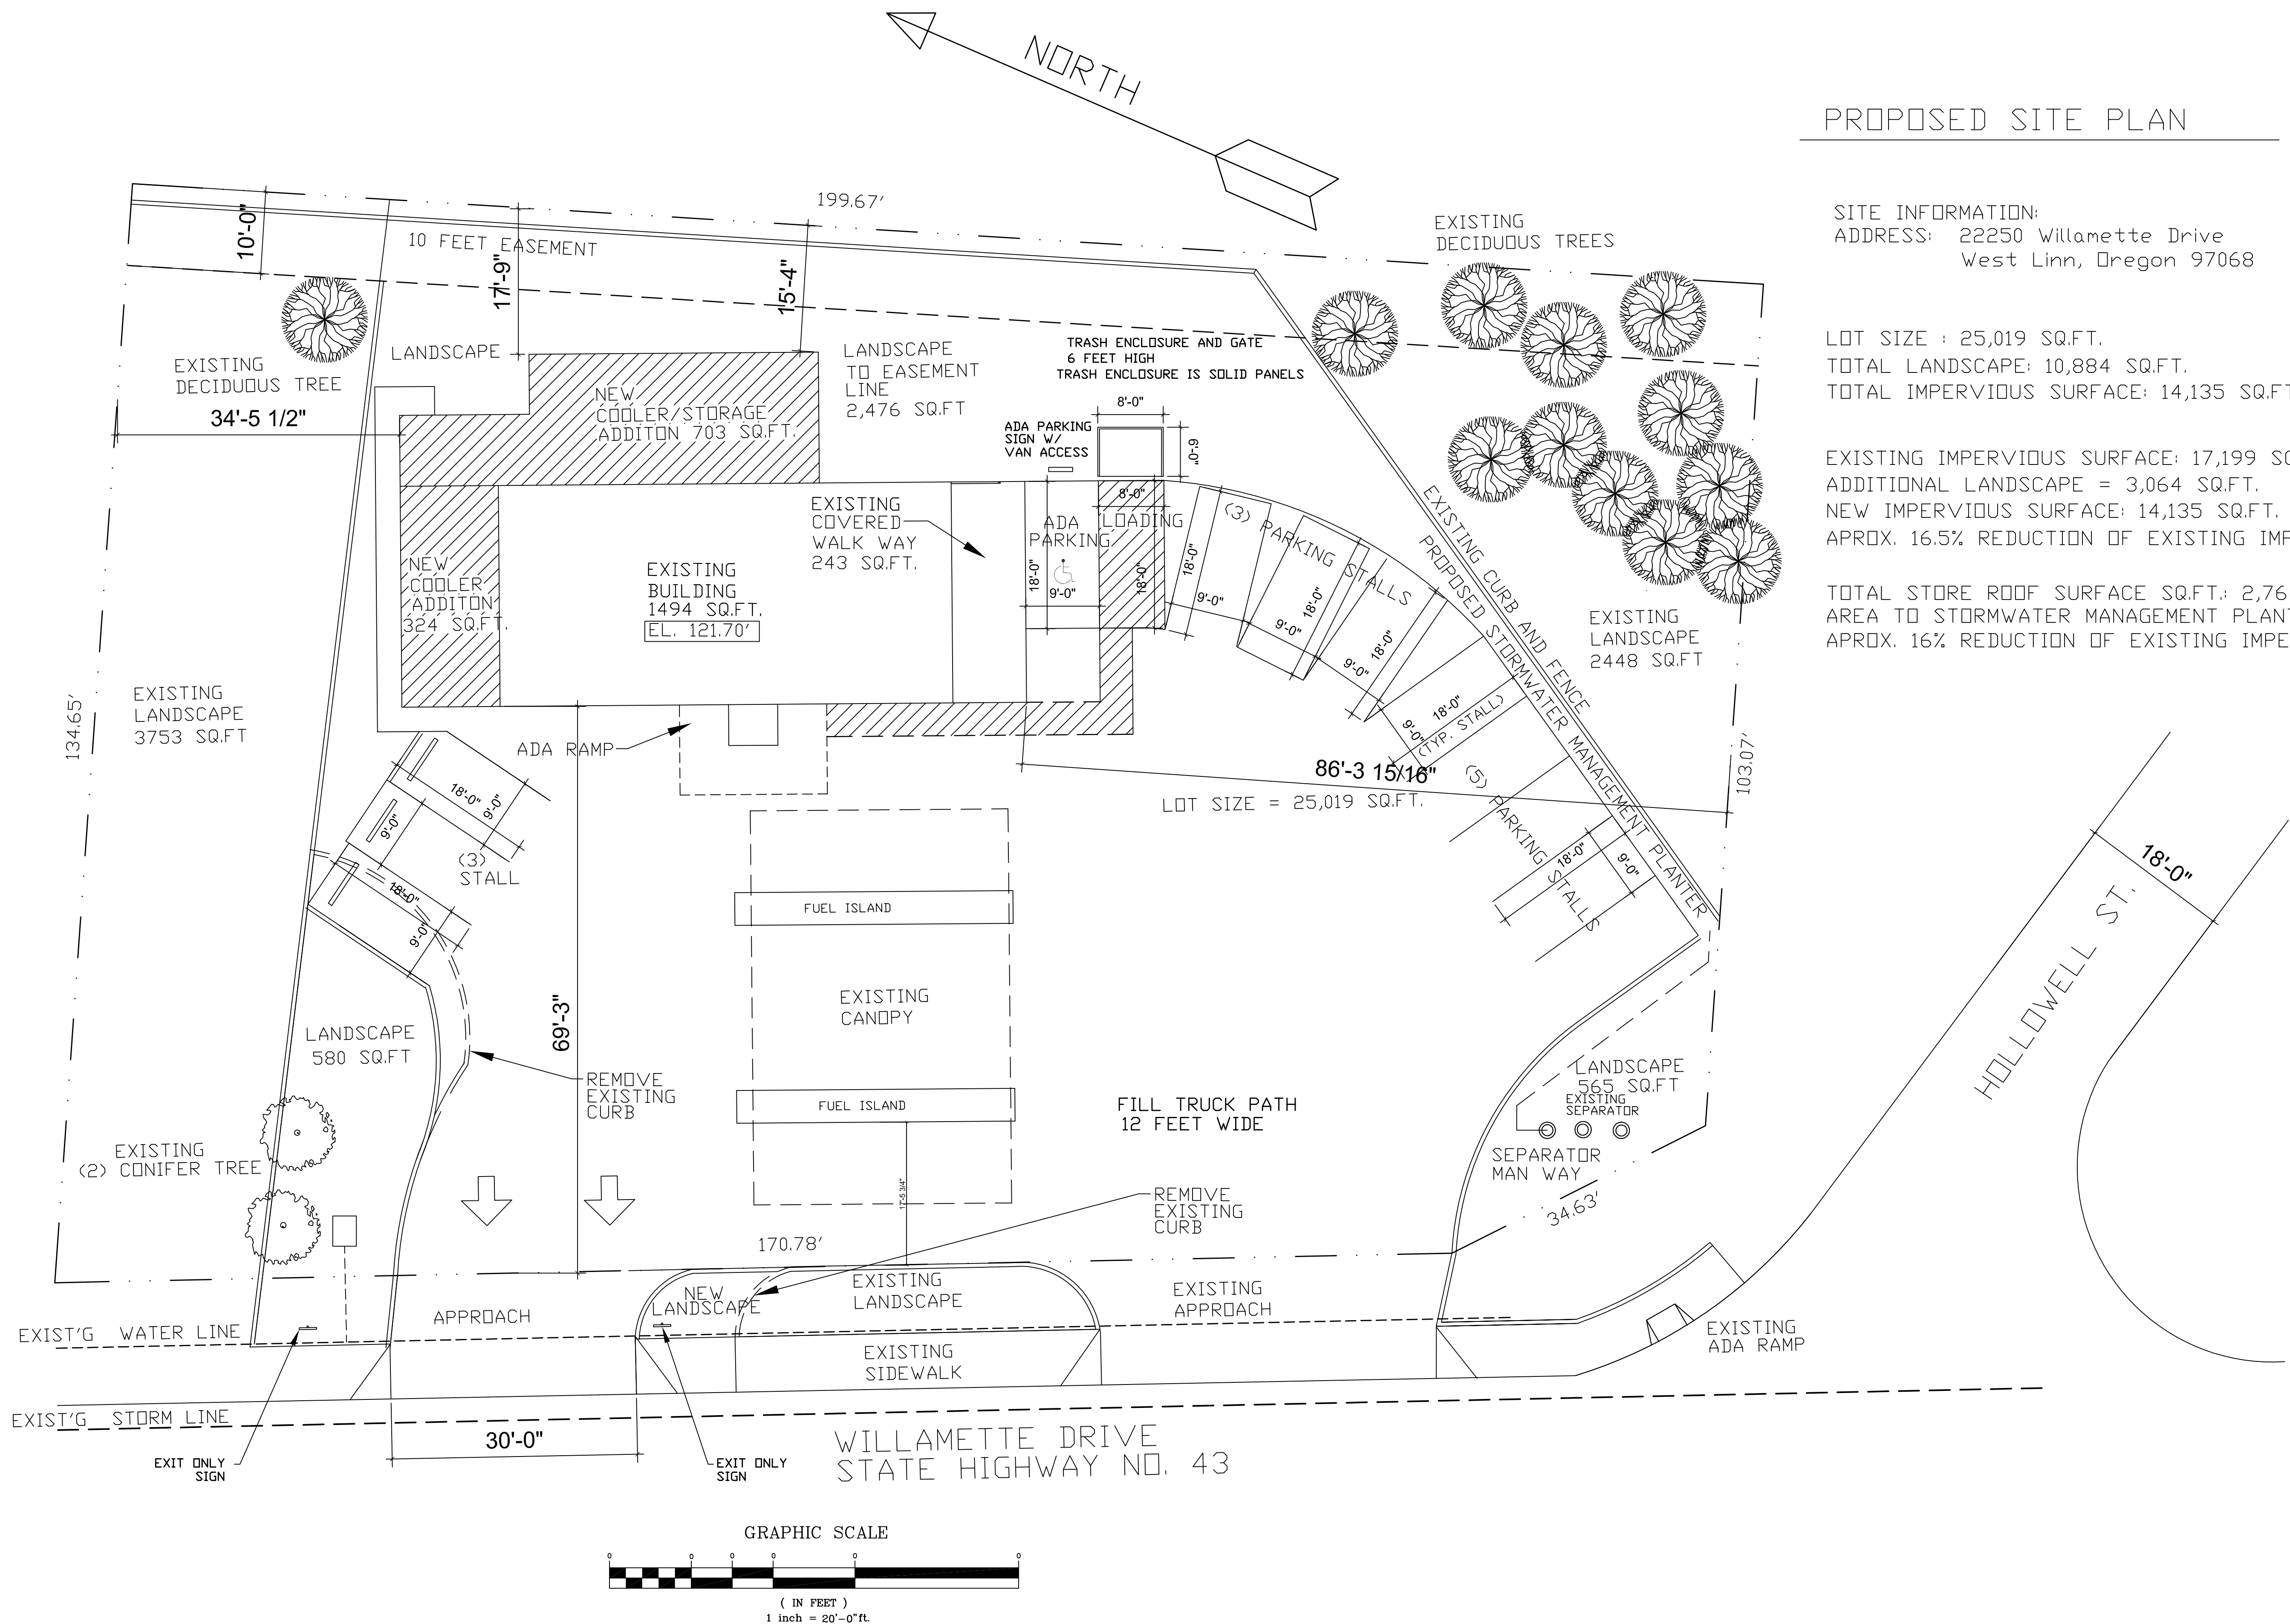 NORTH
PROPOSED SITE PLAN
SITE INFORMATION:
ADDRESS: 22250 Willamette Drive
West Linn, Oregon 97068
LOT SIZE : 25,019 SQ.FT.
TOTAL LANDSCAPE: 10,884 SQ.FT.
TOTAL IMPERVIOUS SURFACE: 14,135 SQ.FT
EXISTING IMPERVIOUS SURFACE: 17,199 SQ
ADDITIONAL LANDSCAPE = 3,064 SQ.FT.
NEW IMPERVIOUS SURFACE: 14,135 SQ.FT.
APROX. 16.5% REDUCTION OF EXISTING IMP
TOTAL STORE ROOF SURFACE SQ.FT.: 2,76
AREA TO STORMWATER MANAGEMENT PLAN
APROX. 16% REDUCTION OF EXISTING IMPE
199.67'
10'-0"
10 FEET EASEMENT
17'-9"
15'-4"
EXISTING
DECIDUOUS TREES
EXISTING
DECIDUOUS TREE
34'-5 1/2"
LANDSCAPE
NEW
COOLER/STORAGE
ADDITON 703 SQ.FT.
LANDSCAPE
TO EASEMENT
LINE
2,476 SQ.FT
TRASH ENCLOSURE AND GATE
6 FEET HIGH
TRASH ENCLOSURE IS SOLID PANELS
8'-0"
6'-0"
ADA PARKING
SIGN W/
VAN ACCESS
NEW
COOLER
ADDITON
324 SQ.FT.
EXISTING
BUILDING
1494 SQ.FT.
EL. 121.70'
EXISTING
COVERED
WALK WAY
243 SQ.FT.
ADA
PARKING
18'-0"
9'-0"
8'-0"
LOADING
18'-0"
(3) PARKING STALLS
18'-0"
9'-0"
18'-0"
9'-0"
18'-0"
9'-0"
18'-0"
(TYP. STALL)
9'-0"
EXISTING CURB AND FENCE
PROPOSED STORMWATER MANAGEMENT PLANTER
(5) PARKING STALLS
18'-0"
9'-0"
EXISTING
LANDSCAPE
2448 SQ.FT
86'-3 15/16"
LOT SIZE = 25,019 SQ.FT.
103.07'
134.65'
EXISTING
LANDSCAPE
3753 SQ.FT
ADA RAMP
18'-0"
9'-0"
9'-0"
(3)
STALL
18'-0"
9'-0"
69'-3"
FUEL ISLAND
EXISTING
CANOPY
FUEL ISLAND
17'-5 3/4"
LANDSCAPE
580 SQ.FT
REMOVE
EXISTING
CURB
FILL TRUCK PATH
12 FEET WIDE
REMOVE
EXISTING
CURB
LANDSCAPE
565 SQ.FT
EXISTING
SEPARATOR
SEPARATOR
MAN WAY
34.63'
HOLLOWELL ST.
18'-0"
EXISTING
(2) CONIFER TREE
170.78'
EXIST'G WATER LINE
APPROACH
NEW
LANDSCAPE
EXISTING
LANDSCAPE
EXISTING
APPROACH
EXISTING
SIDEWALK
EXISTING
ADA RAMP
EXIST'G STORM LINE
EXIT ONLY
SIGN
30'-0"
EXIT ONLY
SIGN
WILLAMETTE DRIVE
STATE HIGHWAY NO. 43
GRAPHIC SCALE
0 0 0 0 0 0
( IN FEET )
1 inch = 20'-0"ft.